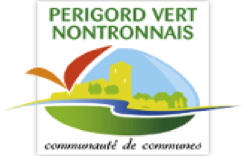 PERIGORD VERT
NONTRONNAIS
communauté de communes